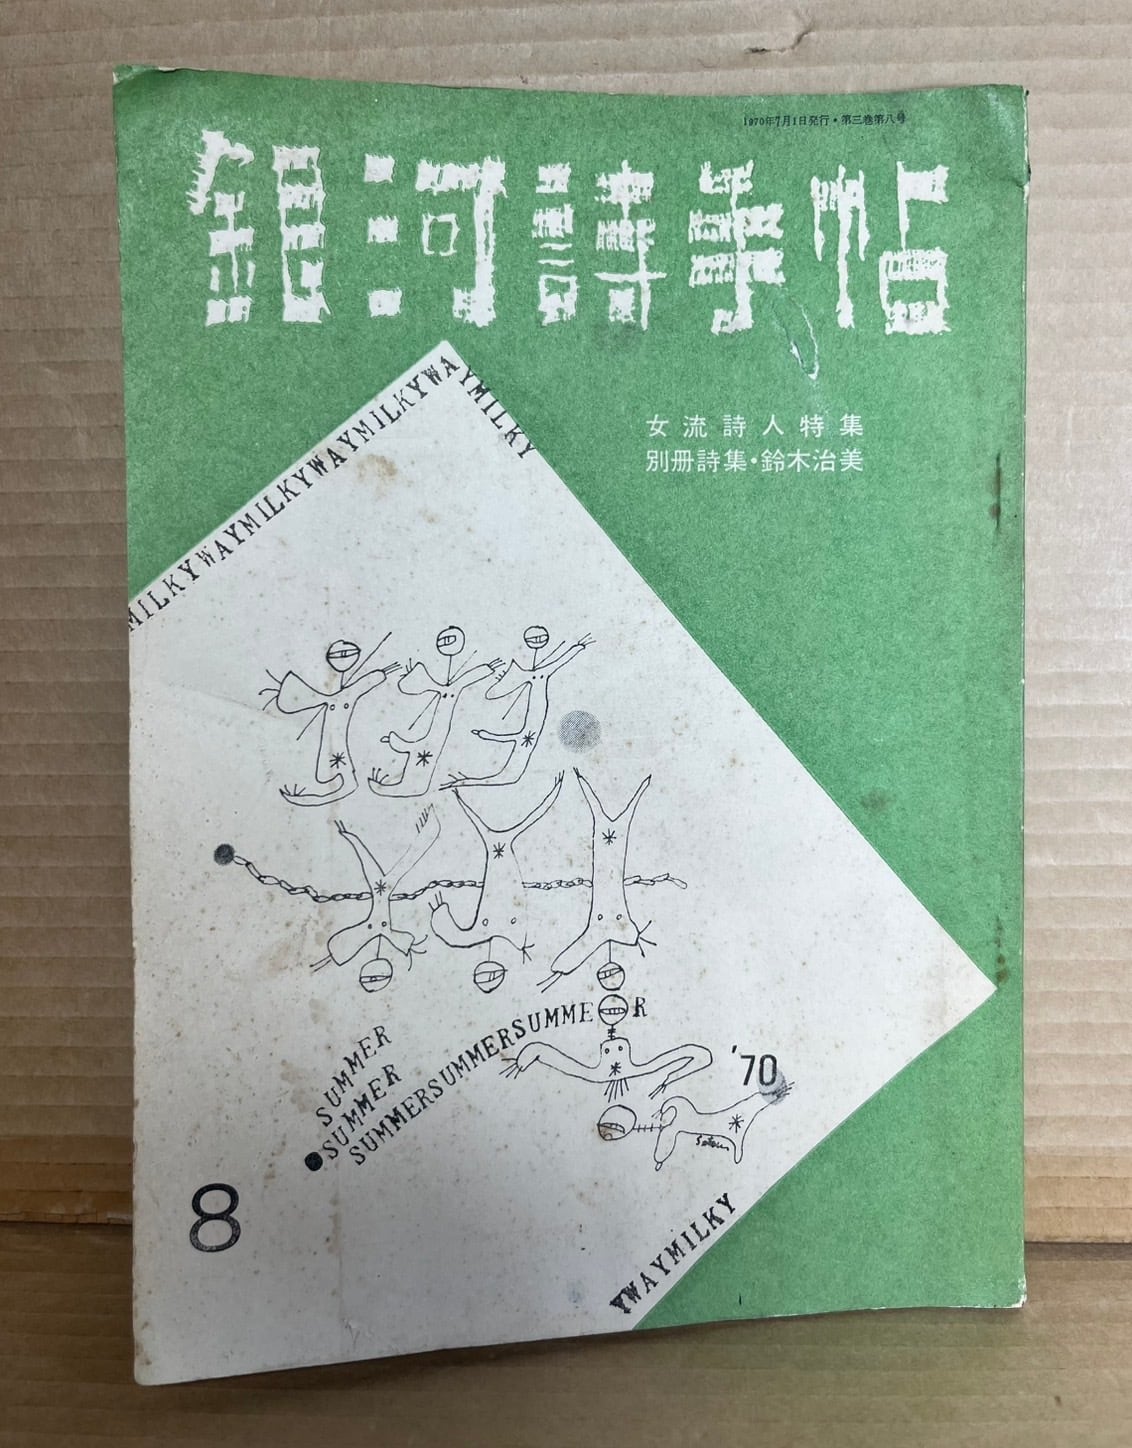 1970年7月1日発行・第三巻第八号
銀河詩手帖
女流詩人特集
別冊詩集・鈴木治美
MILKYWAYMILKYWAYMILKYWAYMILKY
SUMMER
SUMMER
SUMMERSUMMERSUMMER
'70
8
YWAYMILKY